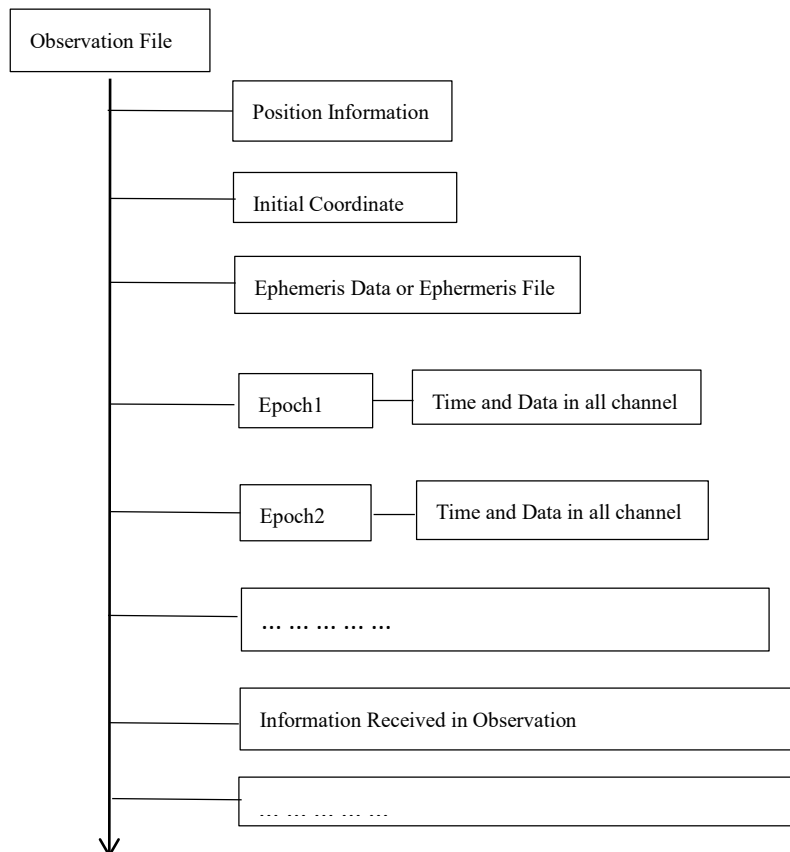 Observation File
Position Information
Initial Coordinate
Ephemeris Data or Ephermeris File
Epoch1
Time and Data in all channel
Epoch2
Time and Data in all channel
… … … … …
Information Received in Observation
… … … … …